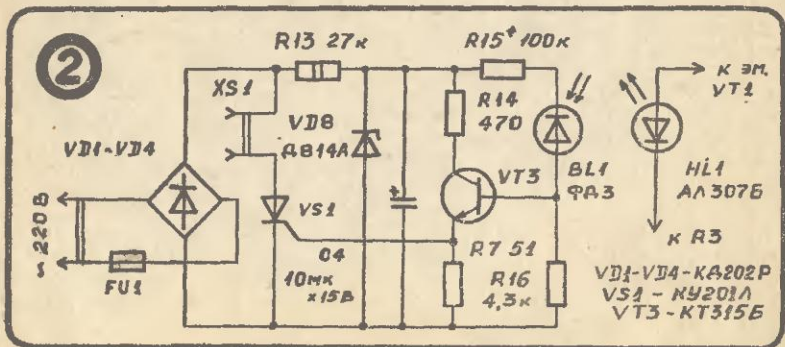 2
R13 27к
R15* 100к
XS1
R14
470
К ЭМ.
VT1
VD1-VD4
VD8
Д814А
VT3
BL1
ФД3
HL1
АЛ307Б
~220В
VS1
С4
10мк
×15В
R7 51
R16
4,3к
К R3
FU1
VD1-VD4-КД202Р
VS1 - КУ201Л
VT3-КТ315Б